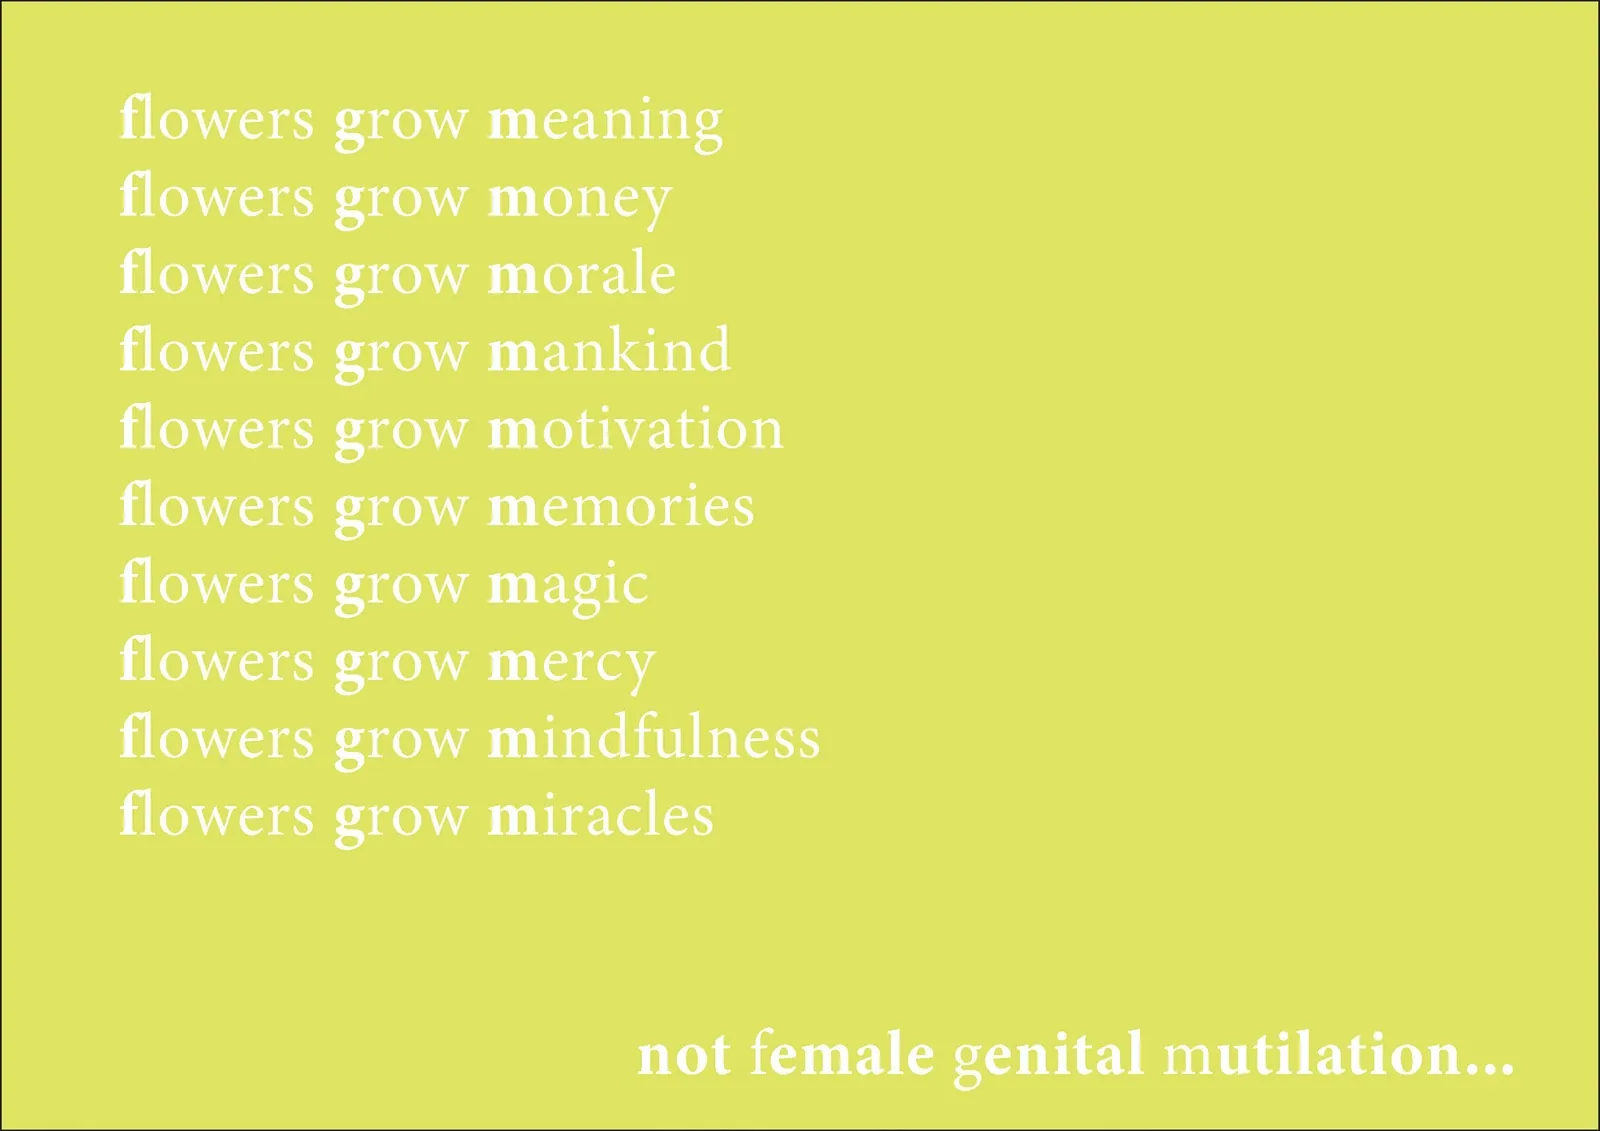 flowers grow meaning
flowers grow money
flowers grow morale
flowers grow mankind
flowers grow motivation
flowers grow memories
flowers grow magic
flowers grow mercy
flowers grow mindfulness
flowers grow miracles
not female genital mutilation...